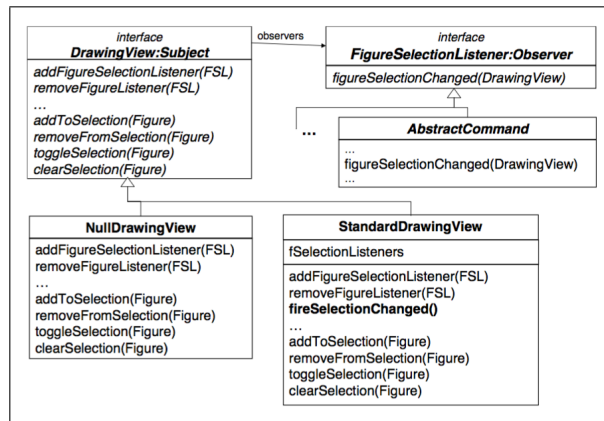 interface
DrawingView:Subject
addFigureSelectionListener(FSL)
removeFigureListener(FSL)
...
addToSelection(Figure)
removeFromSelection(Figure)
toggleSelection(Figure)
clearSelection(Figure)
observers
interface
FigureSelectionListener:Observer
figureSelectionChanged(DrawingView)
...
AbstractCommand
...
figureSelectionChanged(DrawingView)
...
NullDrawingView
addFigureSelectionListener(FSL)
removeFigureListener(FSL)
...
addToSelection(Figure)
removeFromSelection(Figure)
toggleSelection(Figure)
clearSelection(Figure)
StandardDrawingView
fSelectionListeners
addFigureSelectionListener(FSL)
removeFigureListener(FSL)
fireSelectionChanged()
...
addToSelection(Figure)
removeFromSelection(Figure)
toggleSelection(Figure)
clearSelection(Figure)